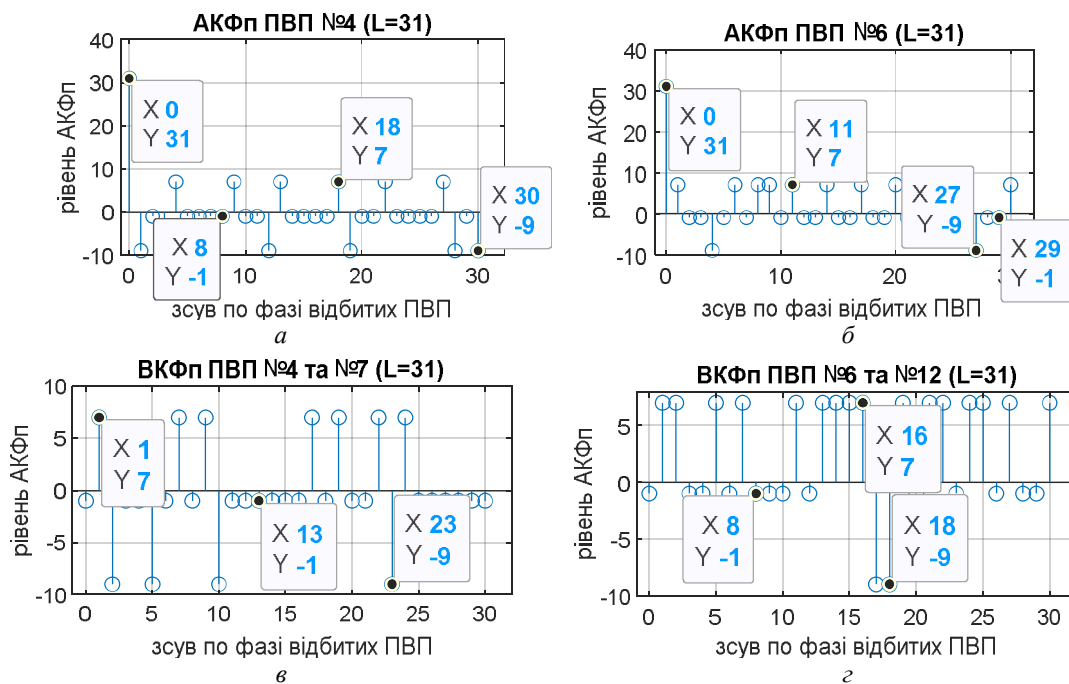 АКФп ПВП №4 (L=31)
40
30
20
10
0
-10
0
20
30
рівень АКФп
X 0
Y 31
X 18
Y 7
X 30
Y -9
X 8
Y -1
зсув по фазі відбитих ПВП
а
АКФп ПВП №6 (L=31)
40
30
20
10
0
-10
0
10
20
рівень АКФп
X 0
Y 31
X 11
Y 7
X 27
Y -9
X 29
Y -1
зсув по фазі відбитих ПВП
б
ВКФп ПВП №4 та №7 (L=31)
10
5
0
-5
-10
0
5
10
15
20
25
30
рівень АКФп
X 1
Y 7
X 13
Y -1
X 23
Y -9
зсув по фазі відбитих ПВП
в
ВКФп ПВП №6 та №12 (L=31)
5
0
-5
-10
0
5
10
15
20
25
30
рівень АКФп
X 16
Y 7
X 8
Y -1
X 18
Y -9
зсув по фазі відбитих ПВП
г